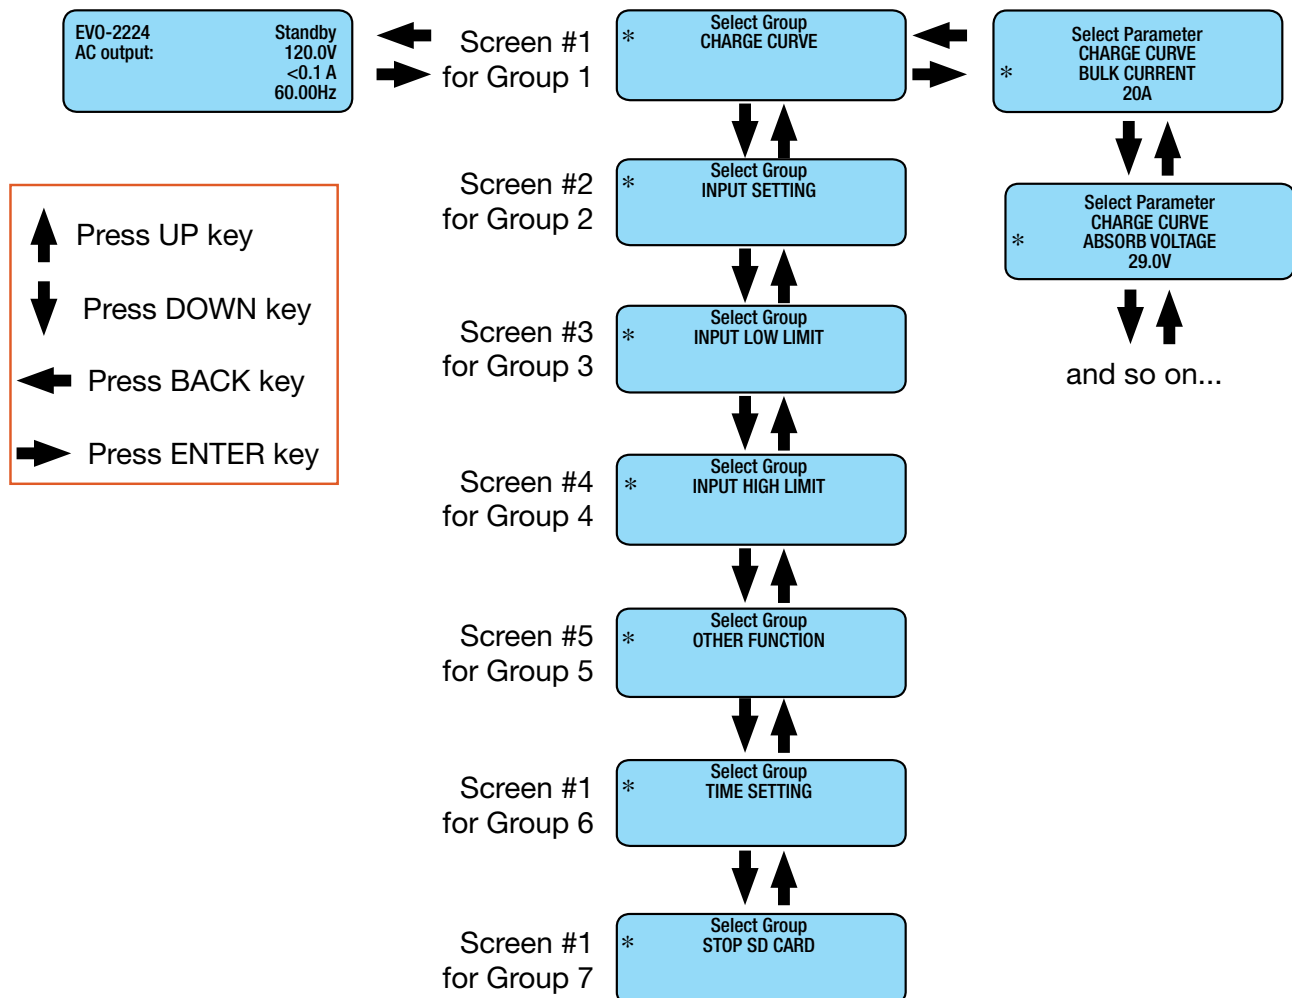 EVO-2224 Standby
AC output: 120.0V
<0.1 A
60.00Hz
Screen #1
for Group 1
Select Group
* CHARGE CURVE
Select Parameter
CHARGE CURVE
* BULK CURRENT
20A
Press UP key
Press DOWN key
Press BACK key
Press ENTER key
Screen #2
for Group 2
Select Group
* INPUT SETTING
Select Parameter
CHARGE CURVE
* ABSORB VOLTAGE
29.0V
and so on...
Screen #3
for Group 3
Select Group
* INPUT LOW LIMIT
Screen #4
for Group 4
Select Group
* INPUT HIGH LIMIT
Screen #5
for Group 5
Select Group
* OTHER FUNCTION
Screen #1
for Group 6
Select Group
* TIME SETTING
Screen #1
for Group 7
Select Group
* STOP SD CARD